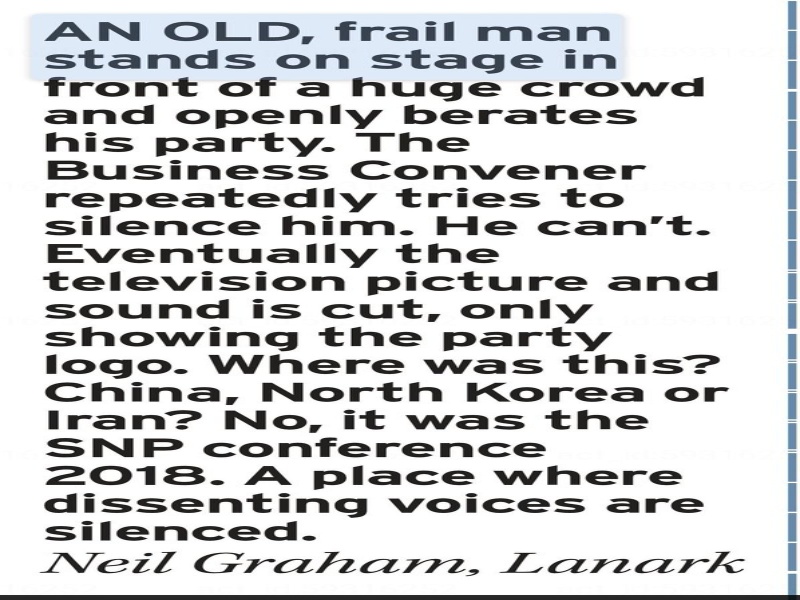 AN OLD, frail man
stands on stage in
front of a huge crowd
and openly berates
his party. The
Business Convener
repeatedly tries to
silence him. He can't.
Eventually the
television picture and
sound is cut, only
showing the party
logo. Where was this?
China, North Korea or
Iran? No, it was the
SNP conference
2018. A place where
dissenting voices are
silenced.
Neil Graham, Lanark